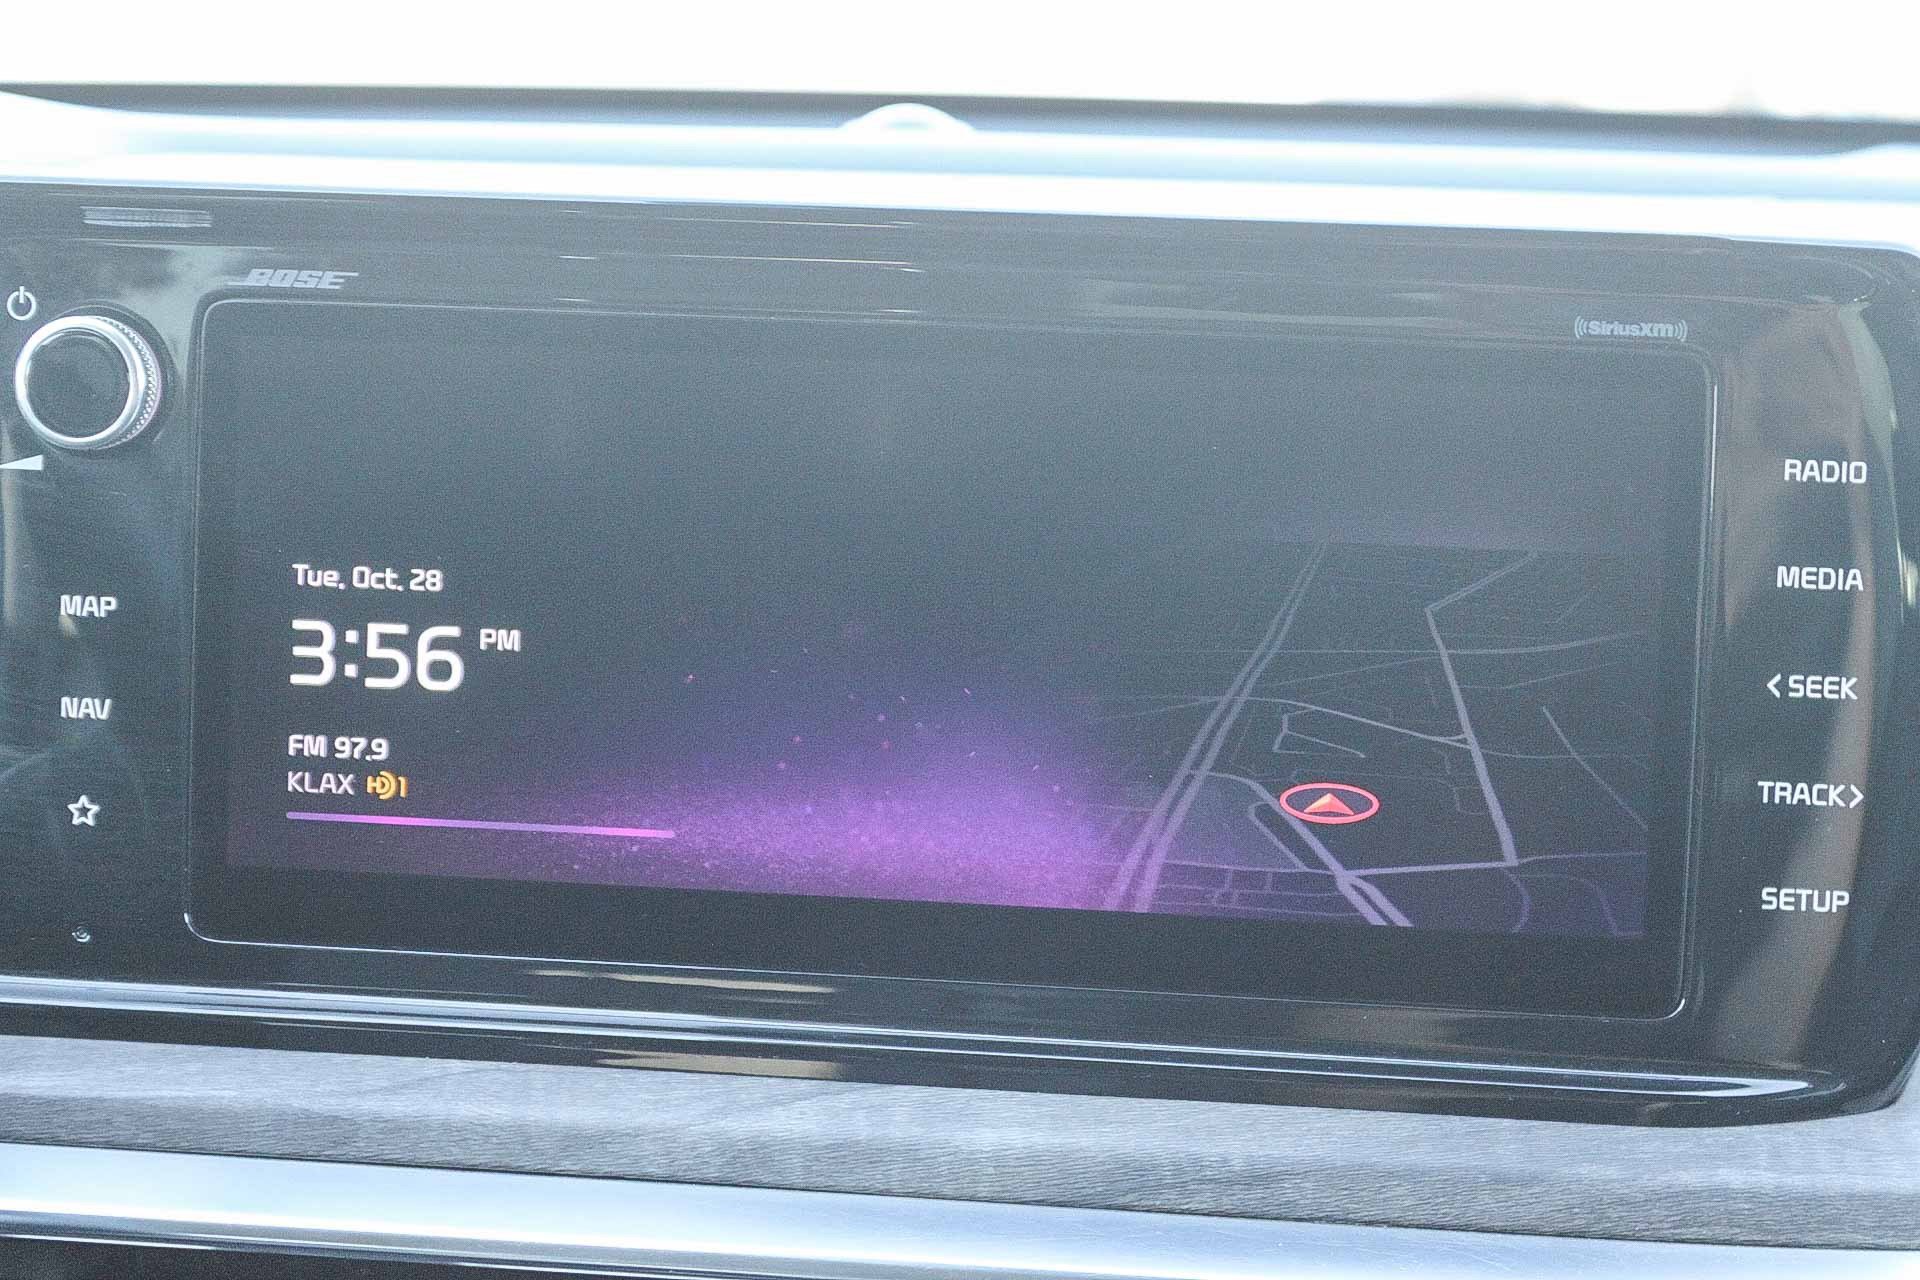 BOSE
((SiriusXM))
RADIO
MEDIA
<SEEK
TRACK>
SETUP
MAP
NAV
Tue, Oct. 28
3:56 PM
FM 97.9
KLAX HD1